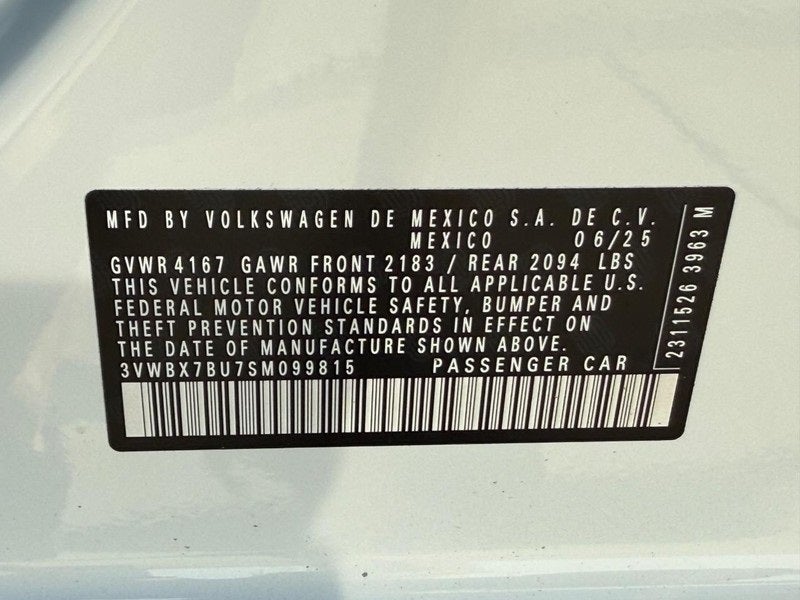 MFD BY VOLKSWAGEN DE MEXICO S.A. DE C.V.
MEXICO 06/25
GVWR 4167 GAWR FRONT 2183 / REAR 2094 LBS
THIS VEHICLE CONFORMS TO ALL APPLICABLE U.S.
FEDERAL MOTOR VEHICLE SAFETY, BUMPER AND
THEFT PREVENTION STANDARDS IN EFFECT ON
THE DATE OF MANUFACTURE SHOWN ABOVE.
3VWBX7BU7SM099815 PASSENGER CAR
2311526 3963 M